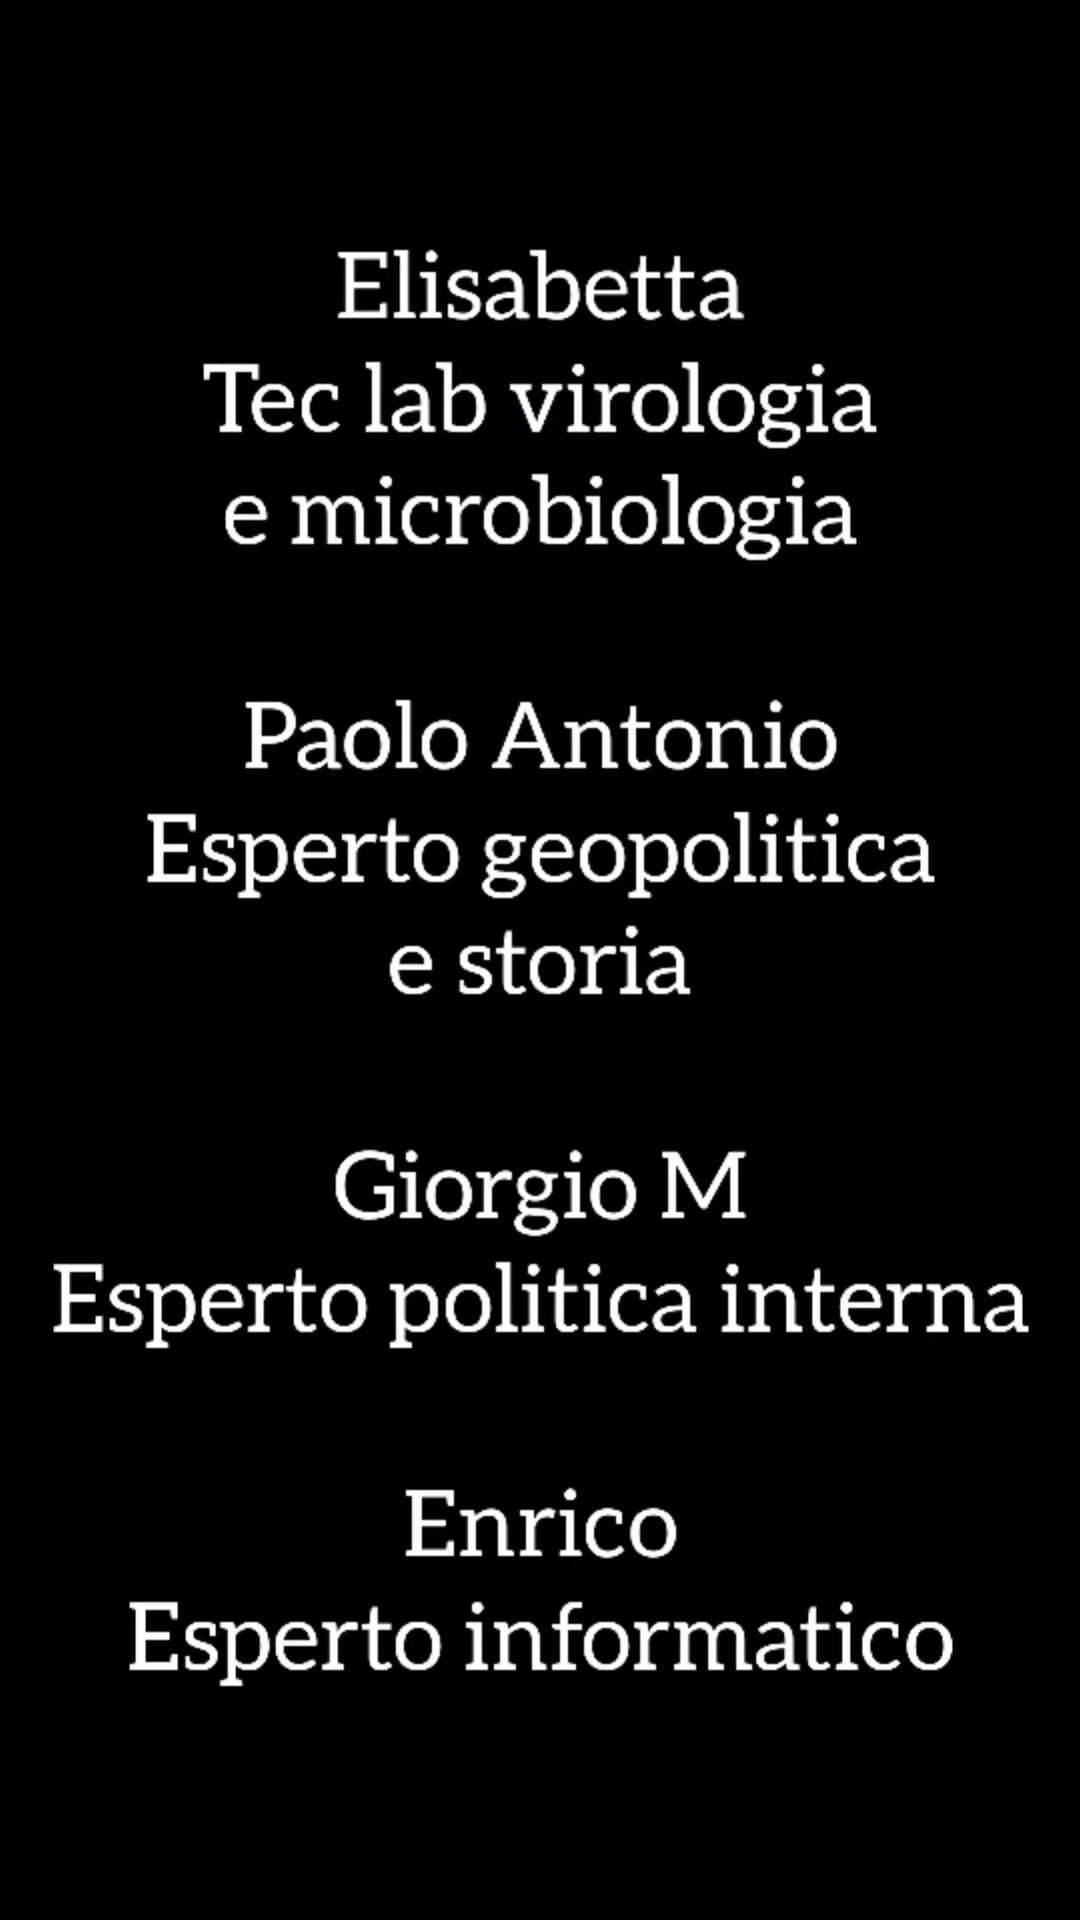 Elisabetta
Tec lab virologia
e microbiologia
Paolo Antonio
Esperto geopolitica
e storia
Giorgio M
Esperto politica interna
Enrico
Esperto informatico